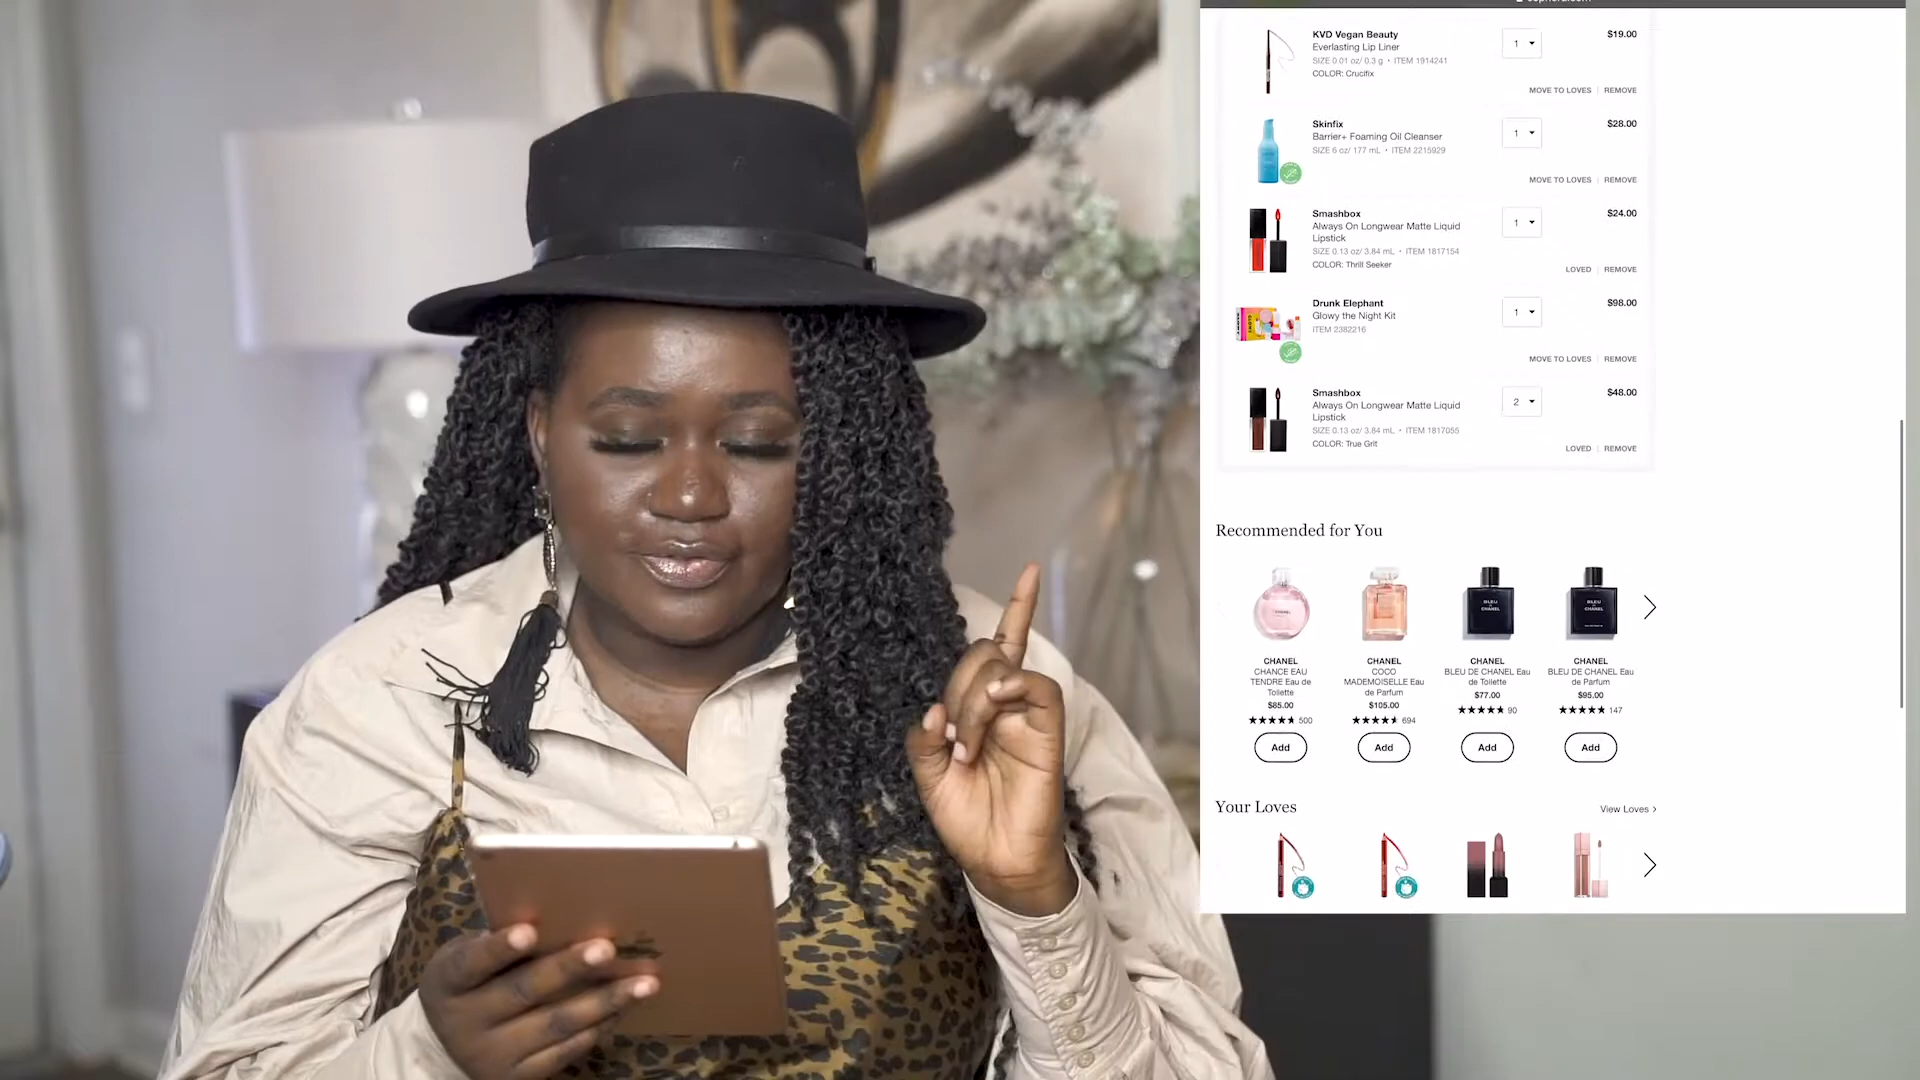 KVD Vegan Beauty
Everlasting Lip Liner
SIZE 0.01 oz/ 0.3 g • ITEM 1914241
COLOR: Crucifix
1
$19.00
MOVE TO LOVES | REMOVE
Skinfix
Barrier+ Foaming Oil Cleanser
SIZE 6 oz/ 177 mL • ITEM 2215929
1
$28.00
MOVE TO LOVES | REMOVE
Smashbox
Always On Longwear Matte Liquid
Lipstick
SIZE 0.13 oz/ 3.84 mL • ITEM 1817154
COLOR: Thrill Seeker
1
$24.00
LOVED | REMOVE
Drunk Elephant
Glowy the Night Kit
ITEM 2382216
1
$98.00
MOVE TO LOVES | REMOVE
Smashbox
Always On Longwear Matte Liquid
Lipstick
SIZE 0.13 oz/ 3.84 mL • ITEM 1817055
COLOR: True Grit
2
$48.00
LOVED | REMOVE
Recommended for You
CHANEL
CHANCE EAU
TENDRE Eau de
Toilette
$85.00
★★★★★ 500
Add
CHANEL
COCO
MADEMOISELLE Eau
de Parfum
$105.00
★★★★★ 694
Add
BLEU
DE
CHANEL
CHANEL
BLEU DE CHANEL Eau
de Toilette
$77.00
★★★★★ 90
Add
BLEU
DE
CHANEL
CHANEL
BLEU DE CHANEL Eau
de Parfum
$95.00
★★★★★ 147
Add
Your Loves
View Loves >